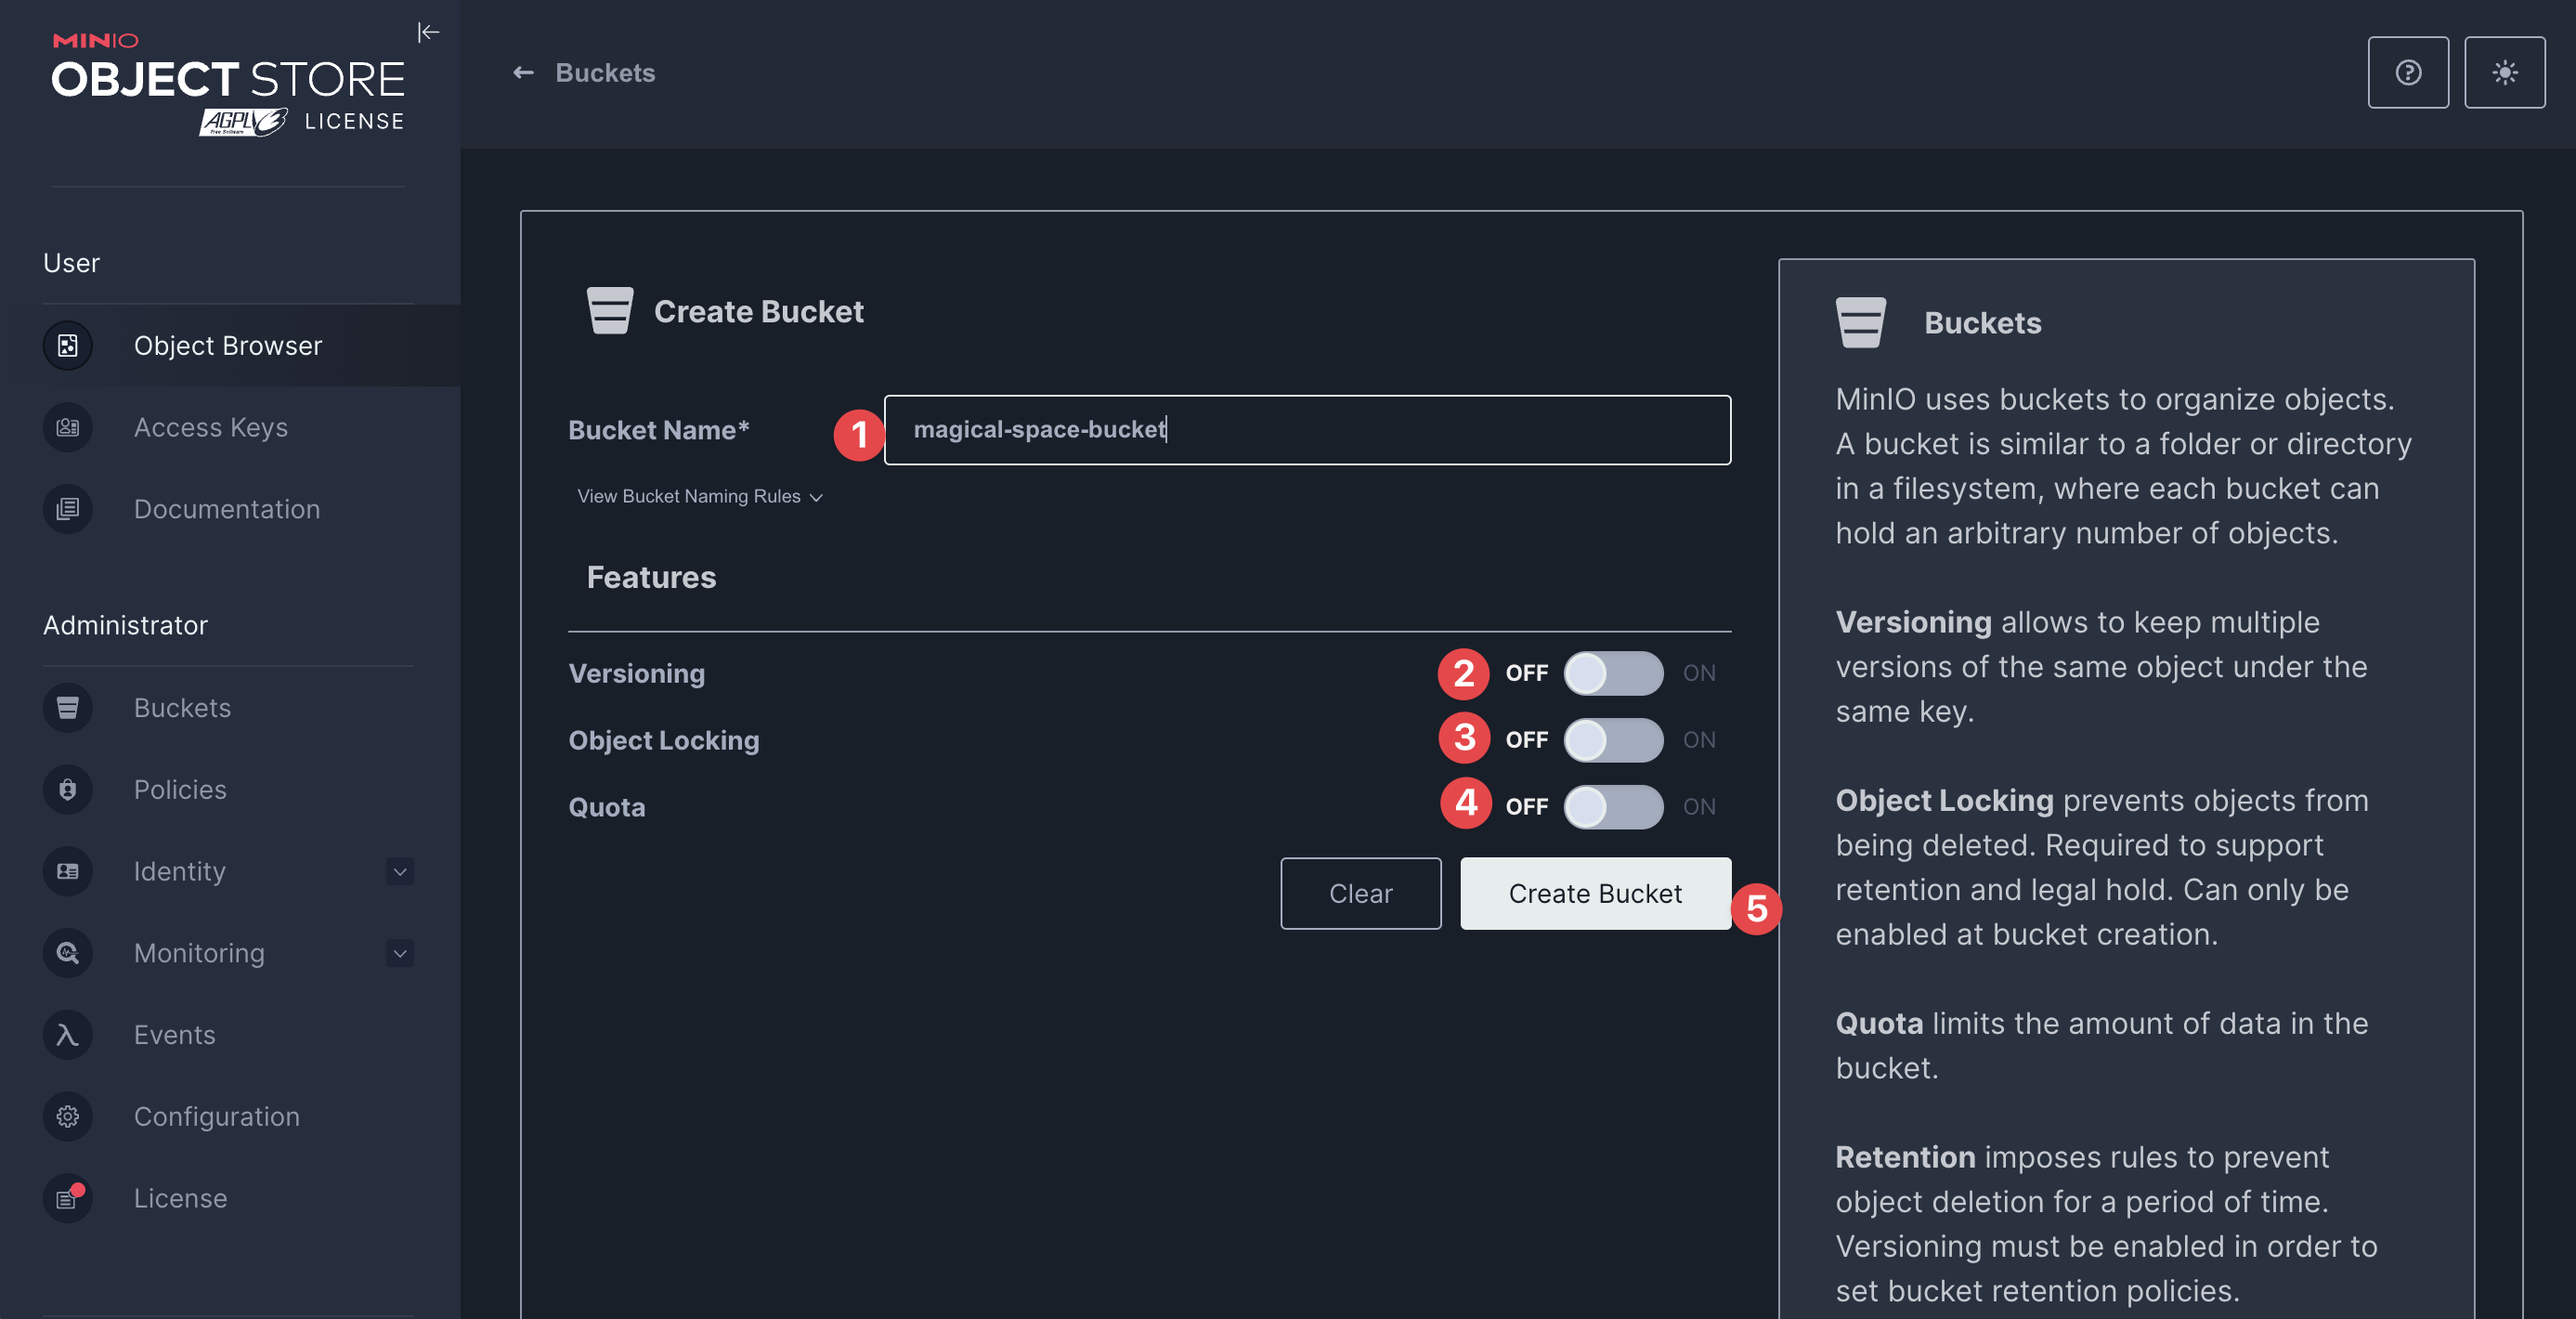 MINIO
OBJECT STORE
AGPL v3 LICENSE
Free Software
Buckets
User
Object Browser
Access Keys
Documentation
Administrator
Buckets
Policies
Identity
Monitoring
Events
Configuration
License
Create Bucket
Bucket Name*
1
magical-space-bucket
View Bucket Naming Rules
Features
Versioning
2
OFF
ON
Object Locking
3
OFF
ON
Quota
4
OFF
ON
Clear
Create Bucket
5
Buckets
MinIO uses buckets to organize objects.
A bucket is similar to a folder or directory
in a filesystem, where each bucket can
hold an arbitrary number of objects.
Versioning allows to keep multiple
versions of the same object under the
same key.
Object Locking prevents objects from
being deleted. Required to support
retention and legal hold. Can only be
enabled at bucket creation.
Quota limits the amount of data in the
bucket.
Retention imposes rules to prevent
object deletion for a period of time.
Versioning must be enabled in order to
set bucket retention policies.